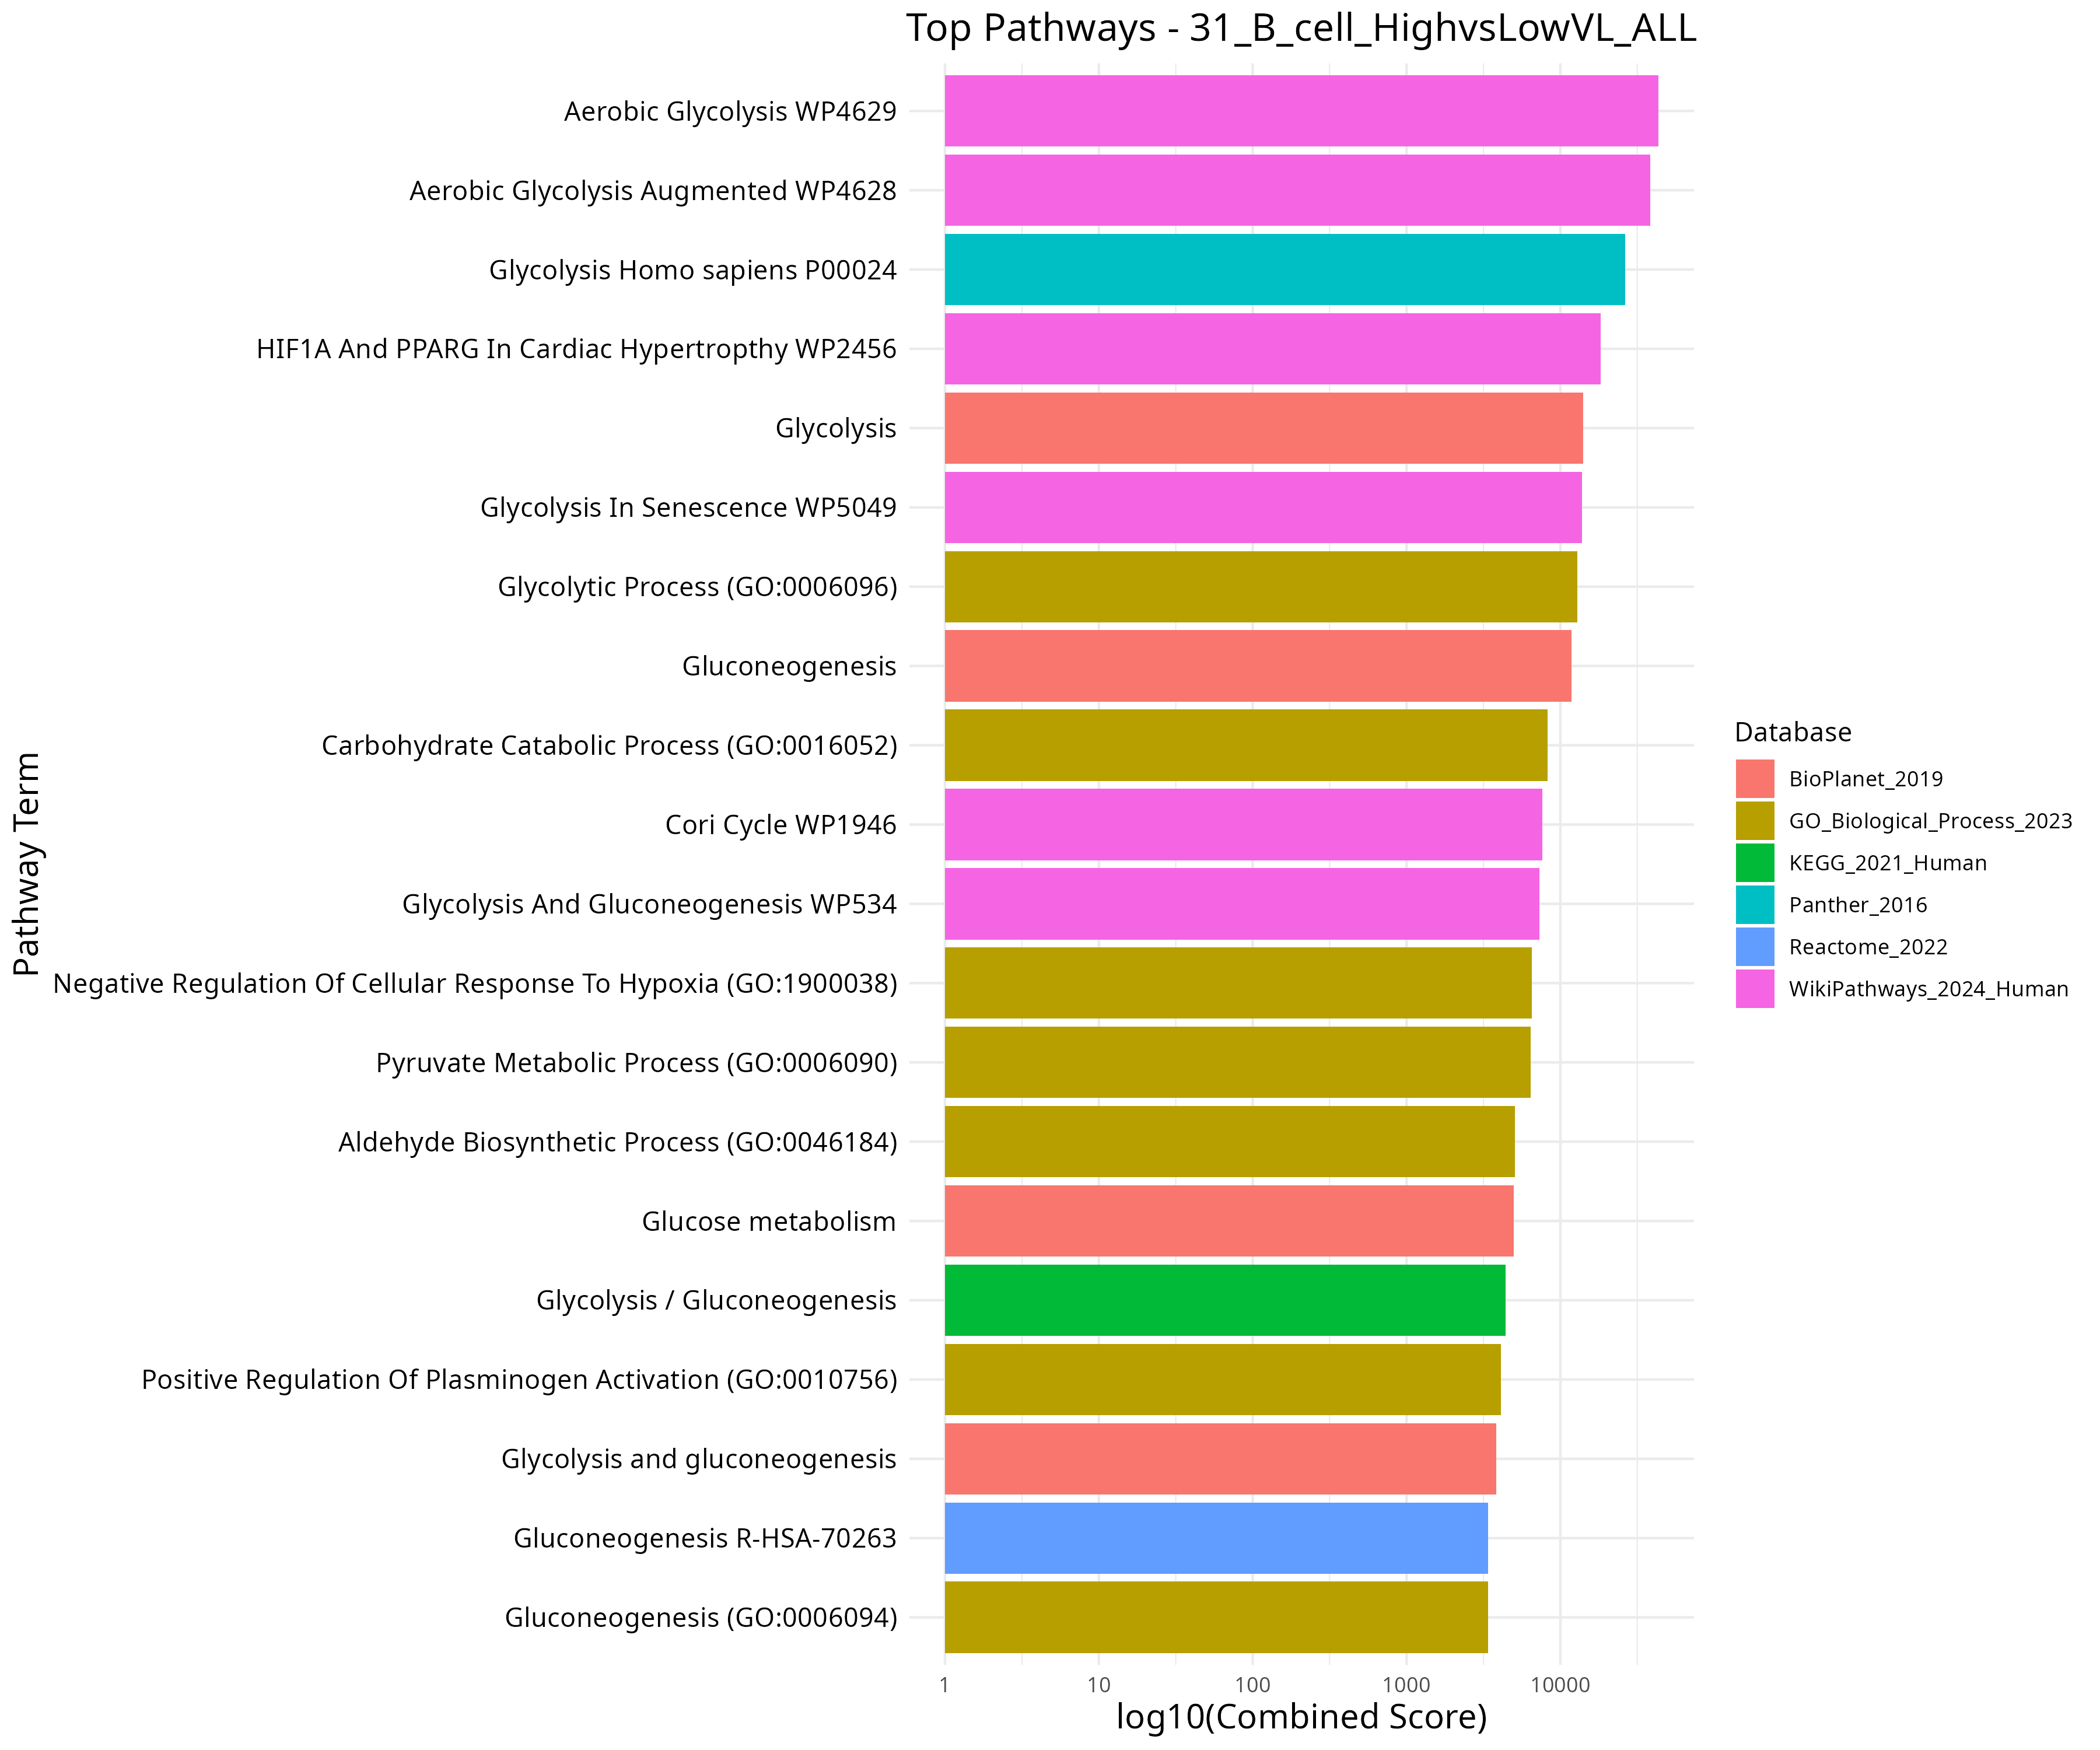 Top Pathways - 31_B_cell_HighvsLowVL_ALL
Pathway Term
Aerobic Glycolysis WP4629
Aerobic Glycolysis Augmented WP4628
Glycolysis Homo sapiens P00024
HIF1A And PPARG In Cardiac Hypertropthy WP2456
Glycolysis
Glycolysis In Senescence WP5049
Glycolytic Process (GO:0006096)
Gluconeogenesis
Carbohydrate Catabolic Process (GO:0016052)
Cori Cycle WP1946
Glycolysis And Gluconeogenesis WP534
Negative Regulation Of Cellular Response To Hypoxia (GO:1900038)
Pyruvate Metabolic Process (GO:0006090)
Aldehyde Biosynthetic Process (GO:0046184)
Glucose metabolism
Glycolysis / Gluconeogenesis
Positive Regulation Of Plasminogen Activation (GO:0010756)
Glycolysis and gluconeogenesis
Gluconeogenesis R-HSA-70263
Gluconeogenesis (GO:0006094)
1 10 100 1000 10000
log10(Combined Score)
Database
BioPlanet_2019
GO_Biological_Process_2023
KEGG_2021_Human
Panther_2016
Reactome_2022
WikiPathways_2024_Human